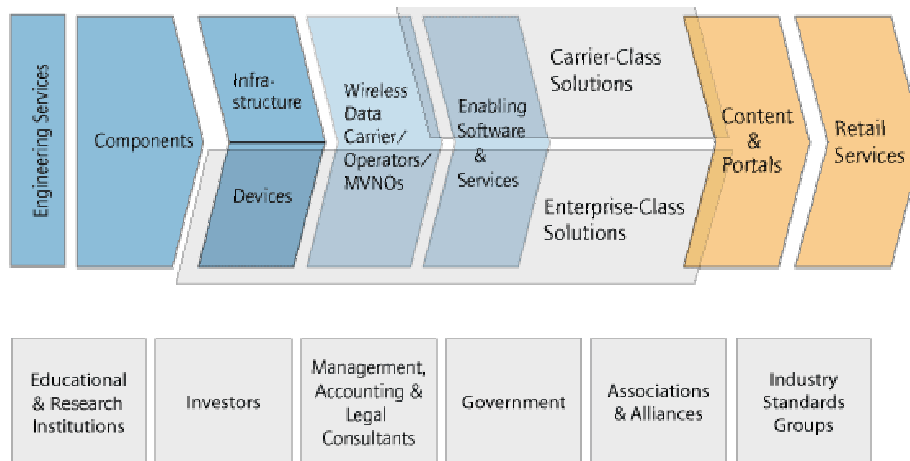 Engineering Services
Components
Infra-
structure
Devices
Wireless
Data
Carrier/
Operators/
MVNOs
Enabling
Software
&
Services
Carrier-Class
Solutions
Enterprise-Class
Solutions
Content
&
Portals
Retail
Services
Educational
& Research
Institutions
Investors
Management,
Accounting &
Legal
Consultants
Government
Associations
& Alliances
Industry
Standards
Groups